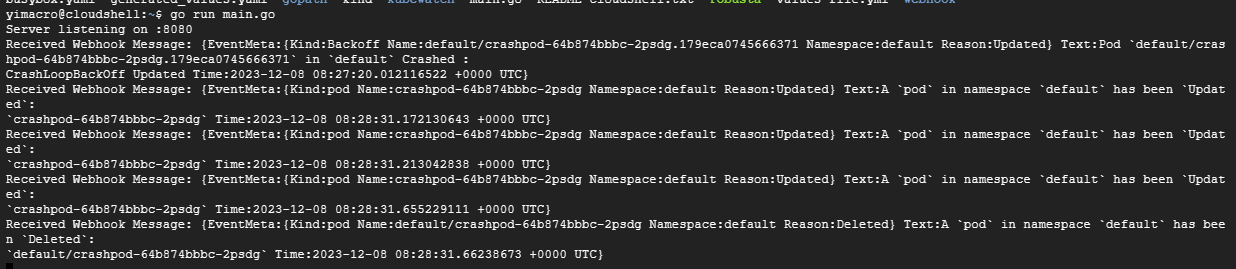 busybox.yaml  generated_values.yaml  gopath  kind  kubewatch  main.go  README-cloudshell.txt  robusta  values-file.yml  webhook
yimacro@cloudshell:~$ go run main.go
Server listening on :8080
Received Webhook Message: {EventMeta:{Kind:Backoff Name:default/crashpod-64b874bbbc-2psdg.179eca0745666371 Namespace:default Reason:Updated} Text:Pod `default/cras
hpod-64b874bbbc-2psdg.179eca0745666371` in `default` Crashed :
CrashLoopBackOff Updated Time:2023-12-08 08:27:20.012116522 +0000 UTC}
Received Webhook Message: {EventMeta:{Kind:pod Name:crashpod-64b874bbbc-2psdg Namespace:default Reason:Updated} Text:A `pod` in namespace `default` has been `Updat
ed`:
`crashpod-64b874bbbc-2psdg` Time:2023-12-08 08:28:31.172130643 +0000 UTC}
Received Webhook Message: {EventMeta:{Kind:pod Name:crashpod-64b874bbbc-2psdg Namespace:default Reason:Updated} Text:A `pod` in namespace `default` has been `Updat
ed`:
`crashpod-64b874bbbc-2psdg` Time:2023-12-08 08:28:31.213042838 +0000 UTC}
Received Webhook Message: {EventMeta:{Kind:pod Name:crashpod-64b874bbbc-2psdg Namespace:default Reason:Updated} Text:A `pod` in namespace `default` has been `Updat
ed`:
`crashpod-64b874bbbc-2psdg` Time:2023-12-08 08:28:31.655229111 +0000 UTC}
Received Webhook Message: {EventMeta:{Kind:pod Name:default/crashpod-64b874bbbc-2psdg Namespace:default Reason:Deleted} Text:A `pod` in namespace `default` has bee
n `Deleted`:
`default/crashpod-64b874bbbc-2psdg` Time:2023-12-08 08:28:31.66238673 +0000 UTC}